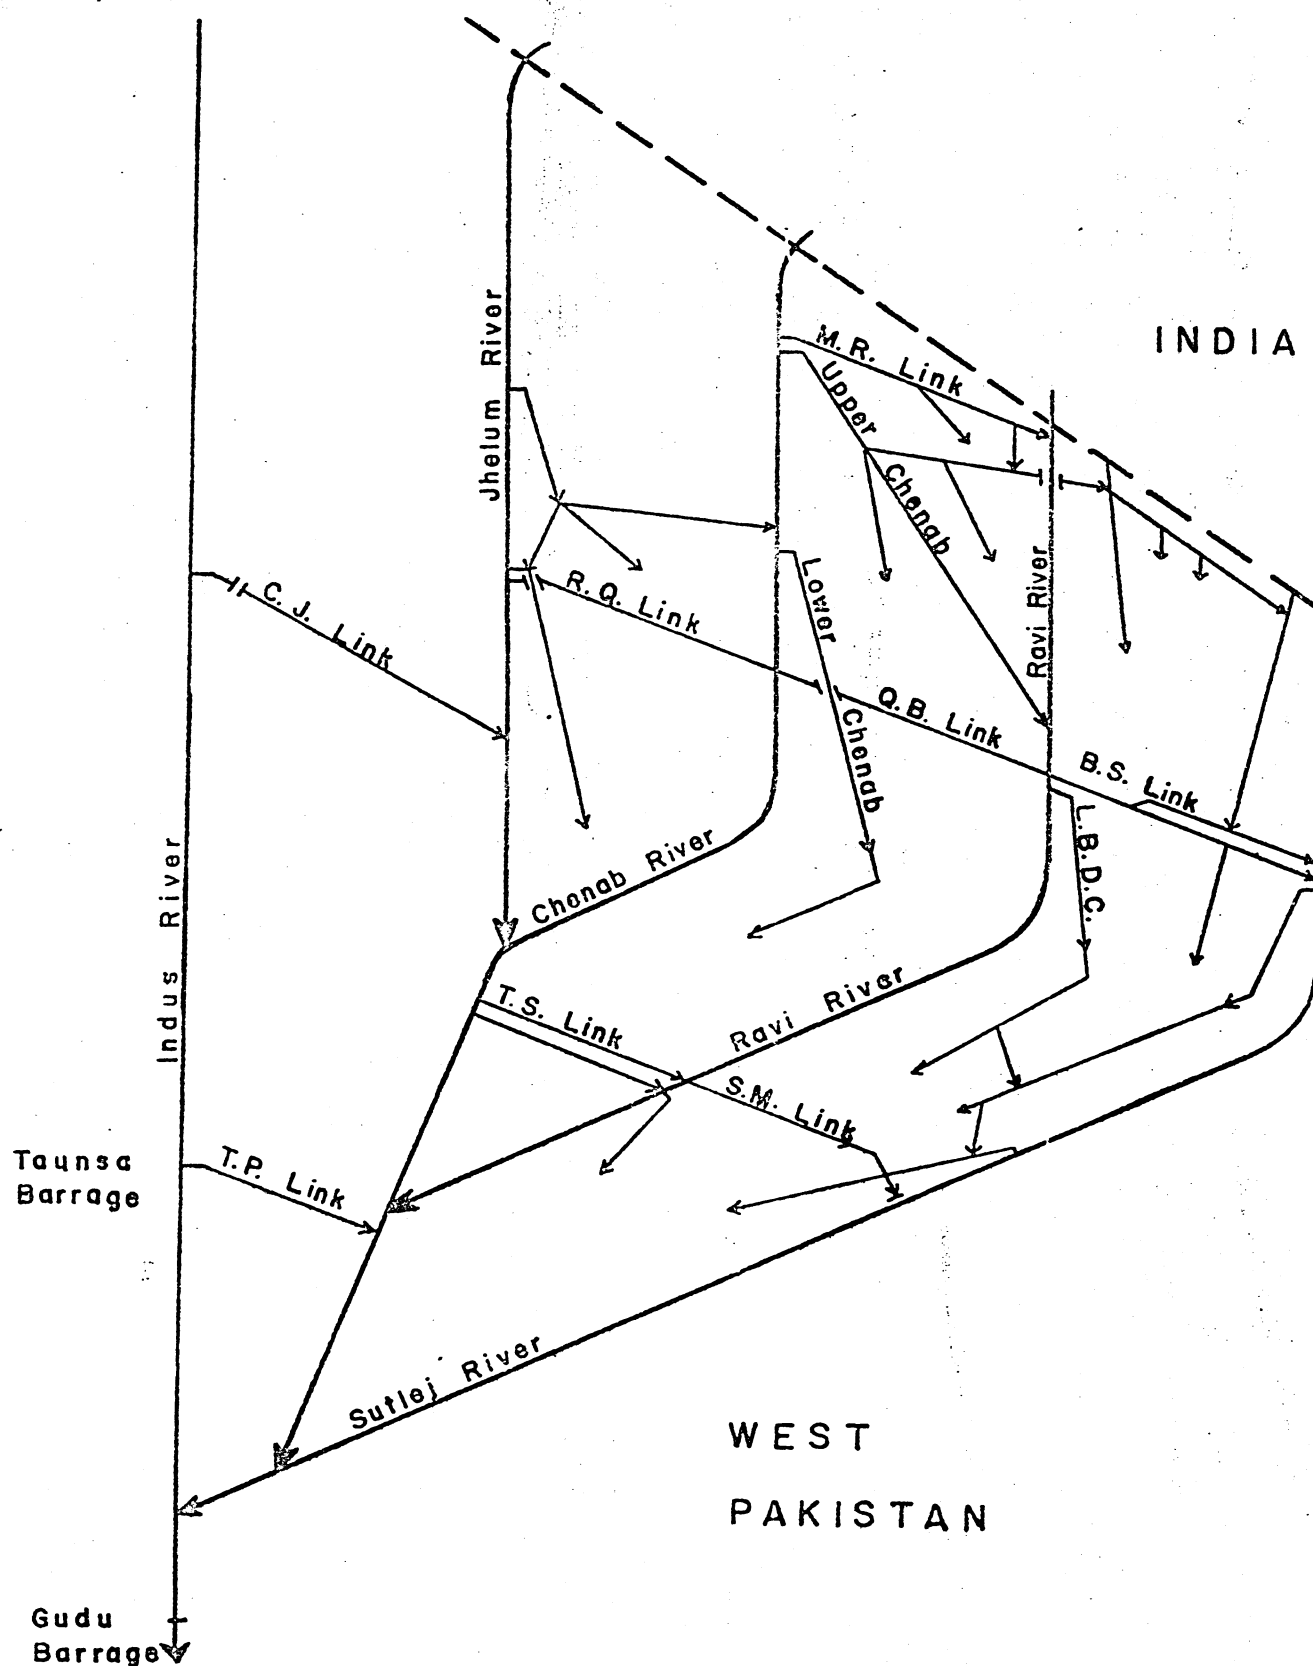 INDIA
Jhelum River
M. R. Link
Upper Chenab
Ravi River
C. J. Link
R. Q. Link
Lower Chenab
Q.B. Link
B.S. Link
L.B.D.C.
Indus River
Chenab River
T.S. Link
Ravi River
S.M. Link
Taunsa
Barrage
T.P. Link
Sutlej River
WEST
PAKISTAN
Gudu
Barrage